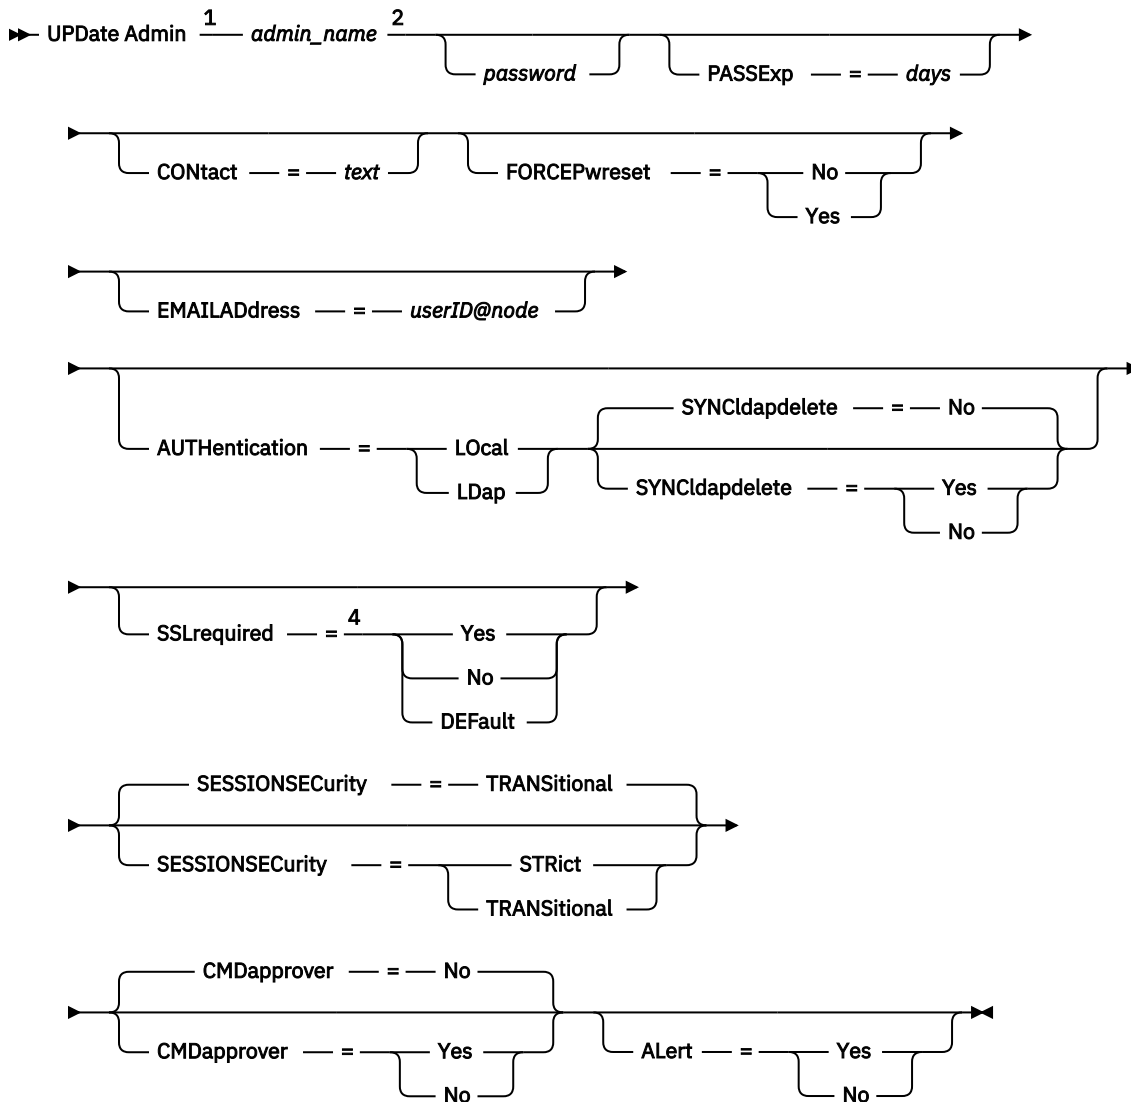 UPDate Admin 1 admin_name 2
password
PASSExp = days
CONtact = text
FORCEPwreset = No
Yes
EMAILADdress = userID@node
SYNCldapdelete = No
AUTHentication = LOcal
LDap
SYNCldapdelete = Yes
No
SSLrequired = 4 Yes
No
DEFault
SESSIONSECurity = TRANSitional
SESSIONSECurity = STRict
TRANSitional
CMDapprover = No
CMDapprover = Yes
No
ALert = Yes
No